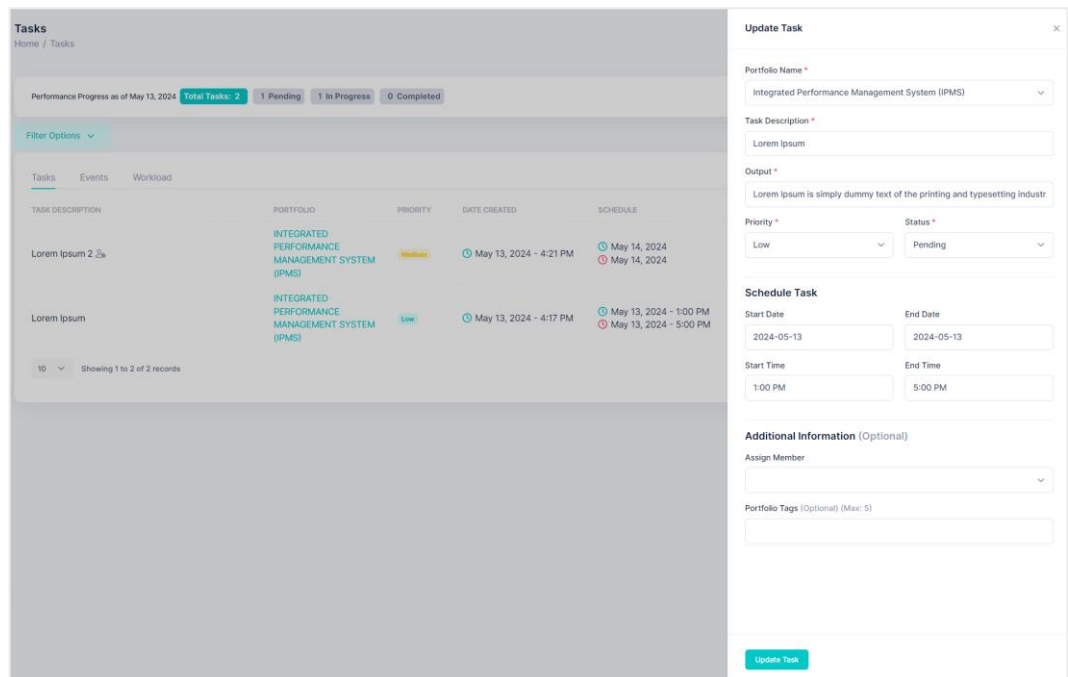 Tasks
Home / Tasks
Performance Progress as of May 13, 2024 Total Tasks: 2 1 Pending 1 In Progress 0 Completed
Filter Options
Tasks Events Workload
TASK DESCRIPTION PORTFOLIO PRIORITY DATE CREATED SCHEDULE
INTEGRATED
PERFORMANCE
Lorem Ipsum 2 MANAGEMENT SYSTEM Medium May 13, 2024 - 4:21 PM May 14, 2024
(IPMS) May 14, 2024
INTEGRATED
PERFORMANCE
Lorem Ipsum MANAGEMENT SYSTEM Low May 13, 2024 - 4:17 PM May 13, 2024 - 1:00 PM
(IPMS) May 13, 2024 - 5:00 PM
10 Showing 1 to 2 of 2 records
Update Task
Portfolio Name *
Integrated Performance Management System (IPMS)
Task Description *
Lorem Ipsum
Output *
Lorem Ipsum is simply dummy text of the printing and typesetting industr
Priority * Status *
Low Pending
Schedule Task
Start Date End Date
2024-05-13 2024-05-13
Start Time End Time
1:00 PM 5:00 PM
Additional Information (Optional)
Assign Member
Portfolio Tags (Optional) (Max: 5)
Update Task